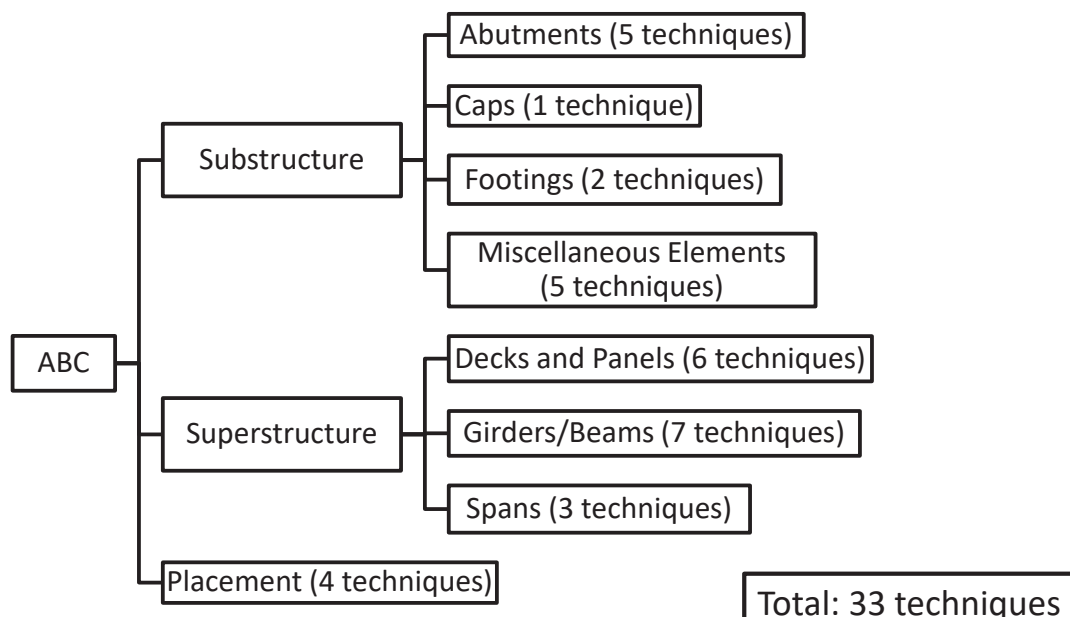 Abutments (5 techniques)
Caps (1 technique)
Substructure
Footings (2 techniques)
Miscellaneous Elements
(5 techniques)
ABC
Decks and Panels (6 techniques)
Superstructure
Girders/Beams (7 techniques)
Spans (3 techniques)
Placement (4 techniques)
Total: 33 techniques